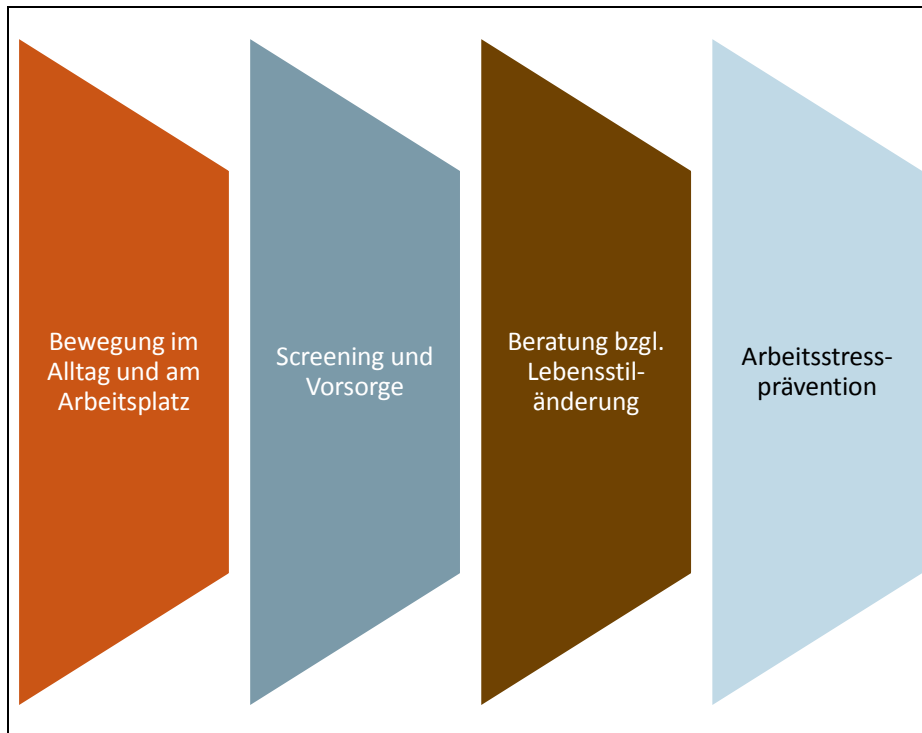 Bewegung im
Alltag und am
Arbeitsplatz
Screening und
Vorsorge
Beratung bzgl.
Lebensstil-
änderung
Arbeitsstress-
prävention